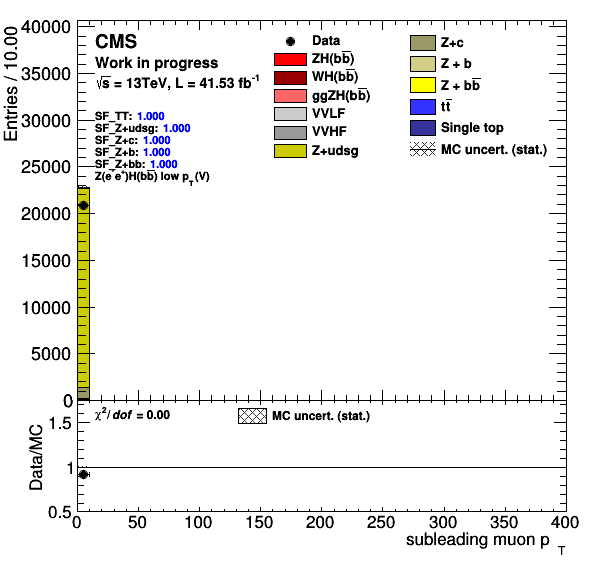 CMS
Work in progress
√s = 13TeV, L = 41.53 fb⁻¹
SF_TT: 1.000
SF_Z+udsg: 1.000
SF_Z+c: 1.000
SF_Z+b: 1.000
SF_Z+bb: 1.000
Z(e⁻e⁺)H(bb̅) low p_T(V)
Data
ZH(bb̅)
WH(bb̅)
ggZH(bb̅)
VVLF
VVHF
Z+udsg
Z+c
Z + b
Z + bb̅
tt̅
Single top
MC uncert. (stat.)
Entries / 10.00
40000
35000
30000
25000
20000
15000
10000
5000
0
χ²/dof = 0.00
MC uncert. (stat.)
Data/MC
1.5
1
0.5
0 50 100 150 200 250 300 350 400
subleading muon p_T